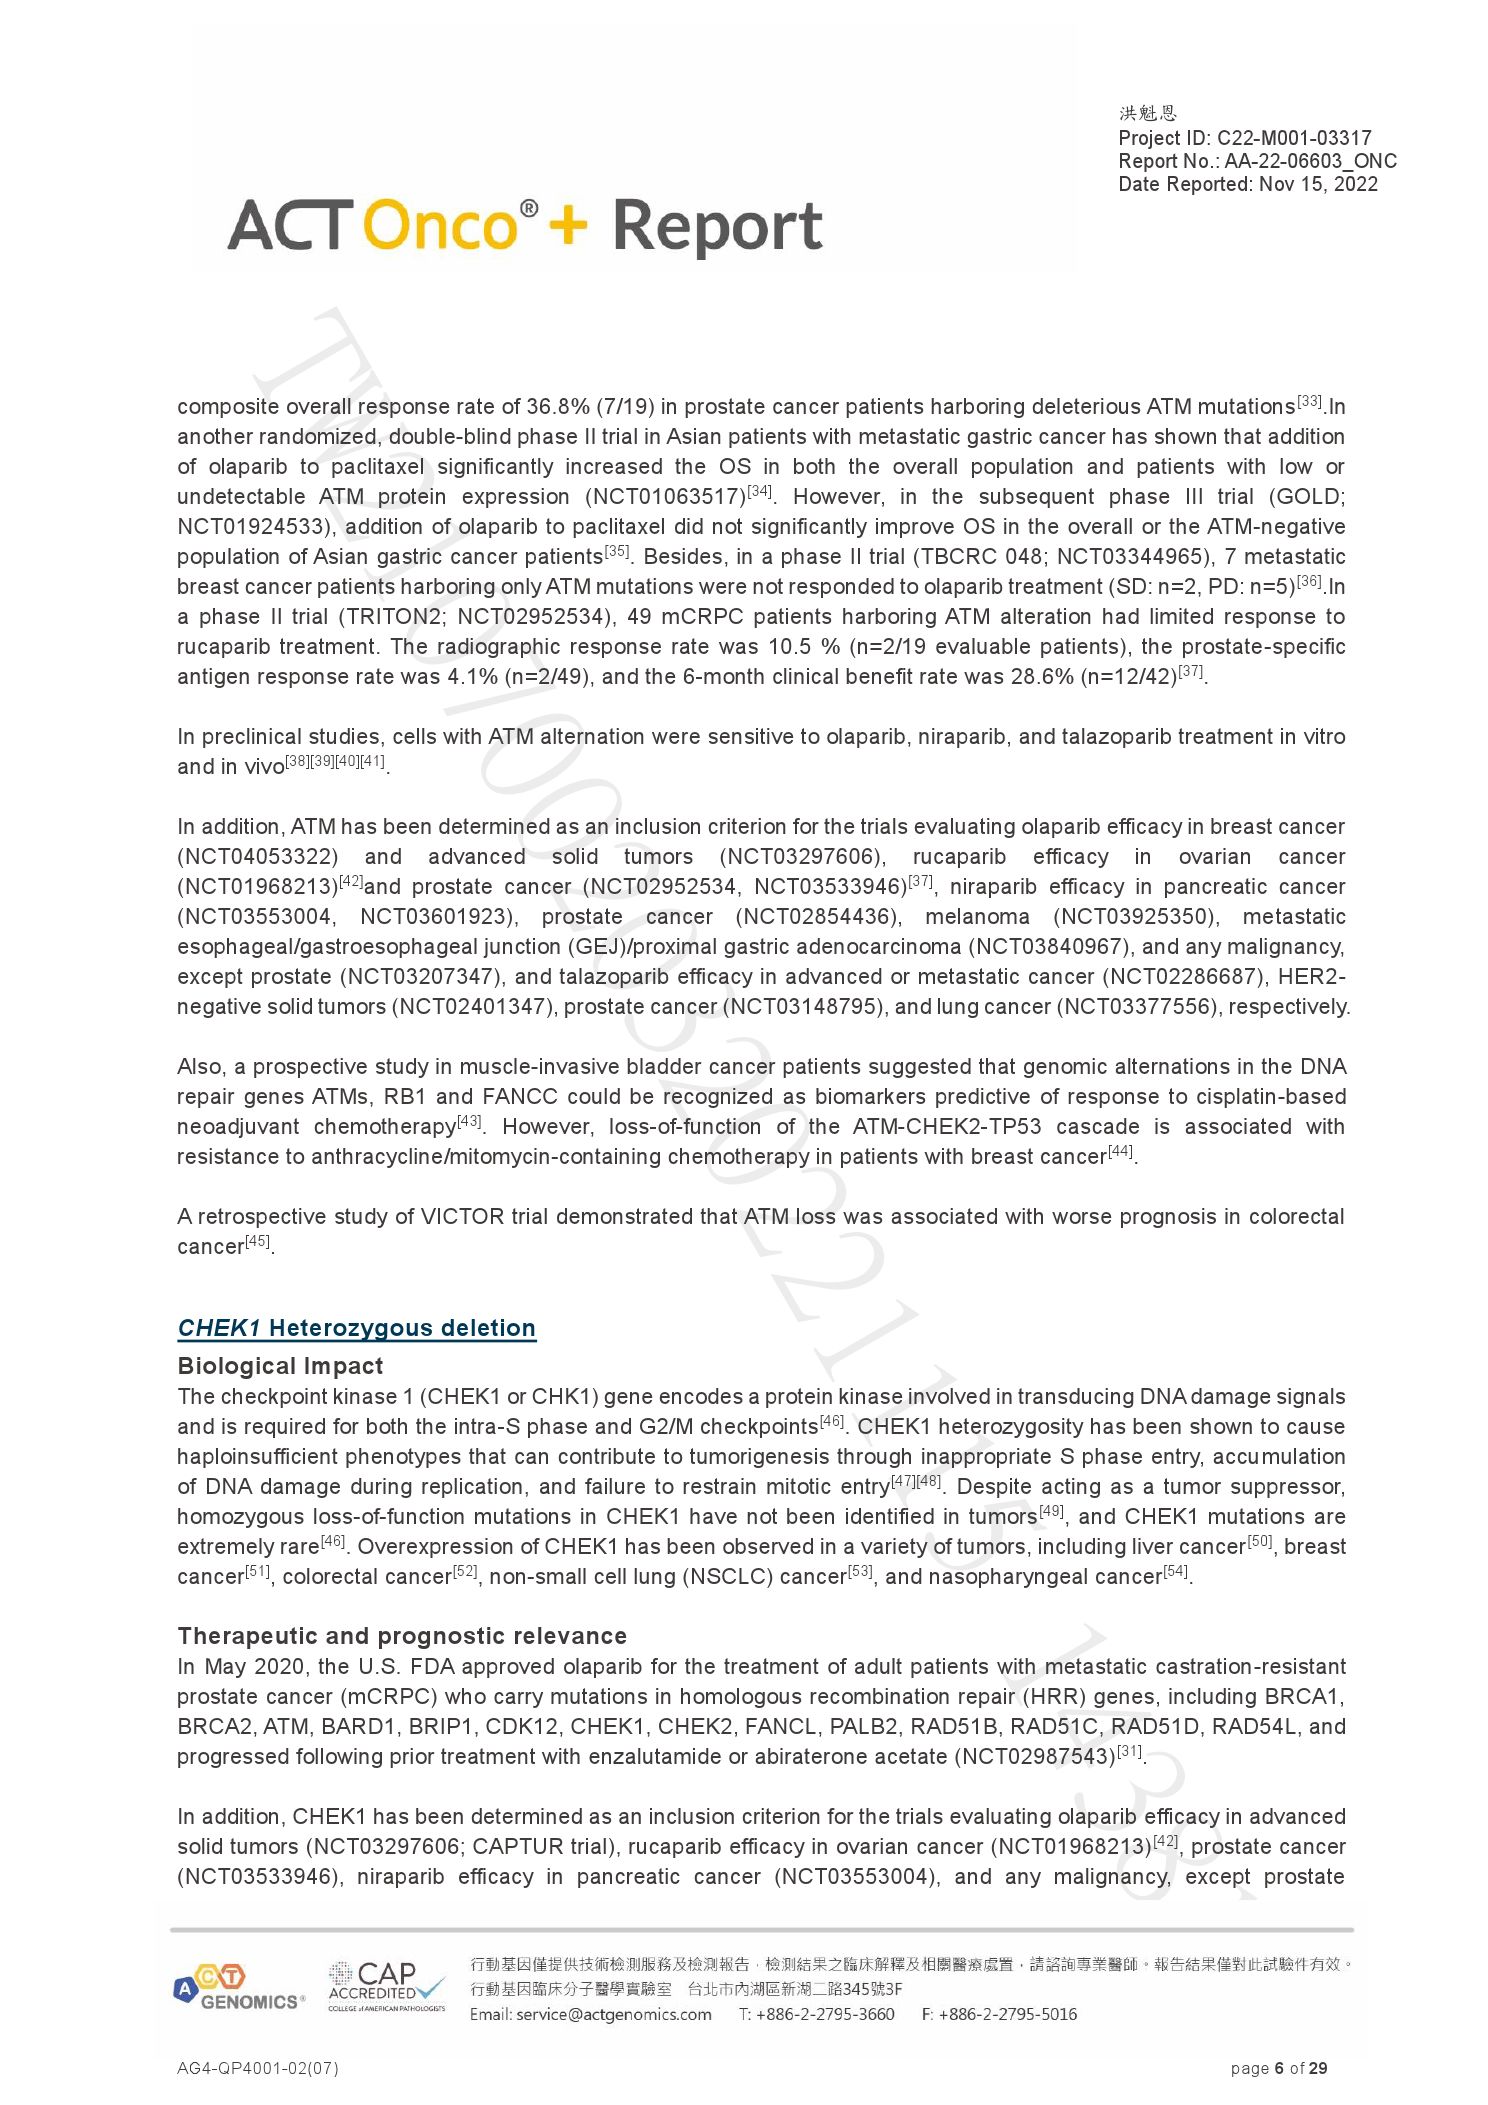 洪魁恩
Project ID: C22-M001-03317
Report No.: AA-22-06603_ONC
Date Reported: Nov 15, 2022
ACTOnco®+ Report
composite overall response rate of 36.8% (7/19) in prostate cancer patients harboring deleterious ATM mutations[33].In
another randomized, double-blind phase II trial in Asian patients with metastatic gastric cancer has shown that addition
of olaparib to paclitaxel significantly increased the OS in both the overall population and patients with low or
undetectable ATM protein expression (NCT01063517)[34]. However, in the subsequent phase III trial (GOLD;
NCT01924533), addition of olaparib to paclitaxel did not significantly improve OS in the overall or the ATM-negative
population of Asian gastric cancer patients[35]. Besides, in a phase II trial (TBCRC 048; NCT03344965), 7 metastatic
breast cancer patients harboring only ATM mutations were not responded to olaparib treatment (SD: n=2, PD: n=5)[36].In
a phase II trial (TRITON2; NCT02952534), 49 mCRPC patients harboring ATM alteration had limited response to
rucaparib treatment. The radiographic response rate was 10.5 % (n=2/19 evaluable patients), the prostate-specific
antigen response rate was 4.1% (n=2/49), and the 6-month clinical benefit rate was 28.6% (n=12/42)[37].
In preclinical studies, cells with ATM alternation were sensitive to olaparib, niraparib, and talazoparib treatment in vitro
and in vivo[38][39][40][41].
In addition, ATM has been determined as an inclusion criterion for the trials evaluating olaparib efficacy in breast cancer
(NCT04053322) and advanced solid tumors (NCT03297606), rucaparib efficacy in ovarian cancer
(NCT01968213)[42]and prostate cancer (NCT02952534, NCT03533946)[37], niraparib efficacy in pancreatic cancer
(NCT03553004, NCT03601923), prostate cancer (NCT02854436), melanoma (NCT03925350), metastatic
esophageal/gastroesophageal junction (GEJ)/proximal gastric adenocarcinoma (NCT03840967), and any malignancy,
except prostate (NCT03207347), and talazoparib efficacy in advanced or metastatic cancer (NCT02286687), HER2-
negative solid tumors (NCT02401347), prostate cancer (NCT03148795), and lung cancer (NCT03377556), respectively.
Also, a prospective study in muscle-invasive bladder cancer patients suggested that genomic alternations in the DNA
repair genes ATMs, RB1 and FANCC could be recognized as biomarkers predictive of response to cisplatin-based
neoadjuvant chemotherapy[43]. However, loss-of-function of the ATM-CHEK2-TP53 cascade is associated with
resistance to anthracycline/mitomycin-containing chemotherapy in patients with breast cancer[44].
A retrospective study of VICTOR trial demonstrated that ATM loss was associated with worse prognosis in colorectal
cancer[45].
CHEK1 Heterozygous deletion
Biological Impact
The checkpoint kinase 1 (CHEK1 or CHK1) gene encodes a protein kinase involved in transducing DNA damage signals
and is required for both the intra-S phase and G2/M checkpoints[46]. CHEK1 heterozygosity has been shown to cause
haploinsufficient phenotypes that can contribute to tumorigenesis through inappropriate S phase entry, accumulation
of DNA damage during replication, and failure to restrain mitotic entry[47][48]. Despite acting as a tumor suppressor,
homozygous loss-of-function mutations in CHEK1 have not been identified in tumors[49], and CHEK1 mutations are
extremely rare[46]. Overexpression of CHEK1 has been observed in a variety of tumors, including liver cancer[50], breast
cancer[51], colorectal cancer[52], non-small cell lung (NSCLC) cancer[53], and nasopharyngeal cancer[54].
Therapeutic and prognostic relevance
In May 2020, the U.S. FDA approved olaparib for the treatment of adult patients with metastatic castration-resistant
prostate cancer (mCRPC) who carry mutations in homologous recombination repair (HRR) genes, including BRCA1,
BRCA2, ATM, BARD1, BRIP1, CDK12, CHEK1, CHEK2, FANCL, PALB2, RAD51B, RAD51C, RAD51D, RAD54L, and
progressed following prior treatment with enzalutamide or abiraterone acetate (NCT02987543)[31].
In addition, CHEK1 has been determined as an inclusion criterion for the trials evaluating olaparib efficacy in advanced
solid tumors (NCT03297606; CAPTUR trial), rucaparib efficacy in ovarian cancer (NCT01968213)[42], prostate cancer
(NCT03533946), niraparib efficacy in pancreatic cancer (NCT03553004), and any malignancy, except prostate
ACT GENOMICS®
CAP
ACCREDITED
COLLEGE of AMERICAN PATHOLOGISTS
行動基因僅提供技術檢測服務及檢測報告，檢測結果之臨床解釋及相關醫療處置，請諮詢專業醫師。報告結果僅對此試驗件有效。
行動基因臨床分子醫學實驗室 台北市內湖區新湖二路345號3F
Email: service@actgenomics.com T: +886-2-2795-3660 F: +886-2-2795-5016
AG4-QP4001-02(07)
page 6 of 29